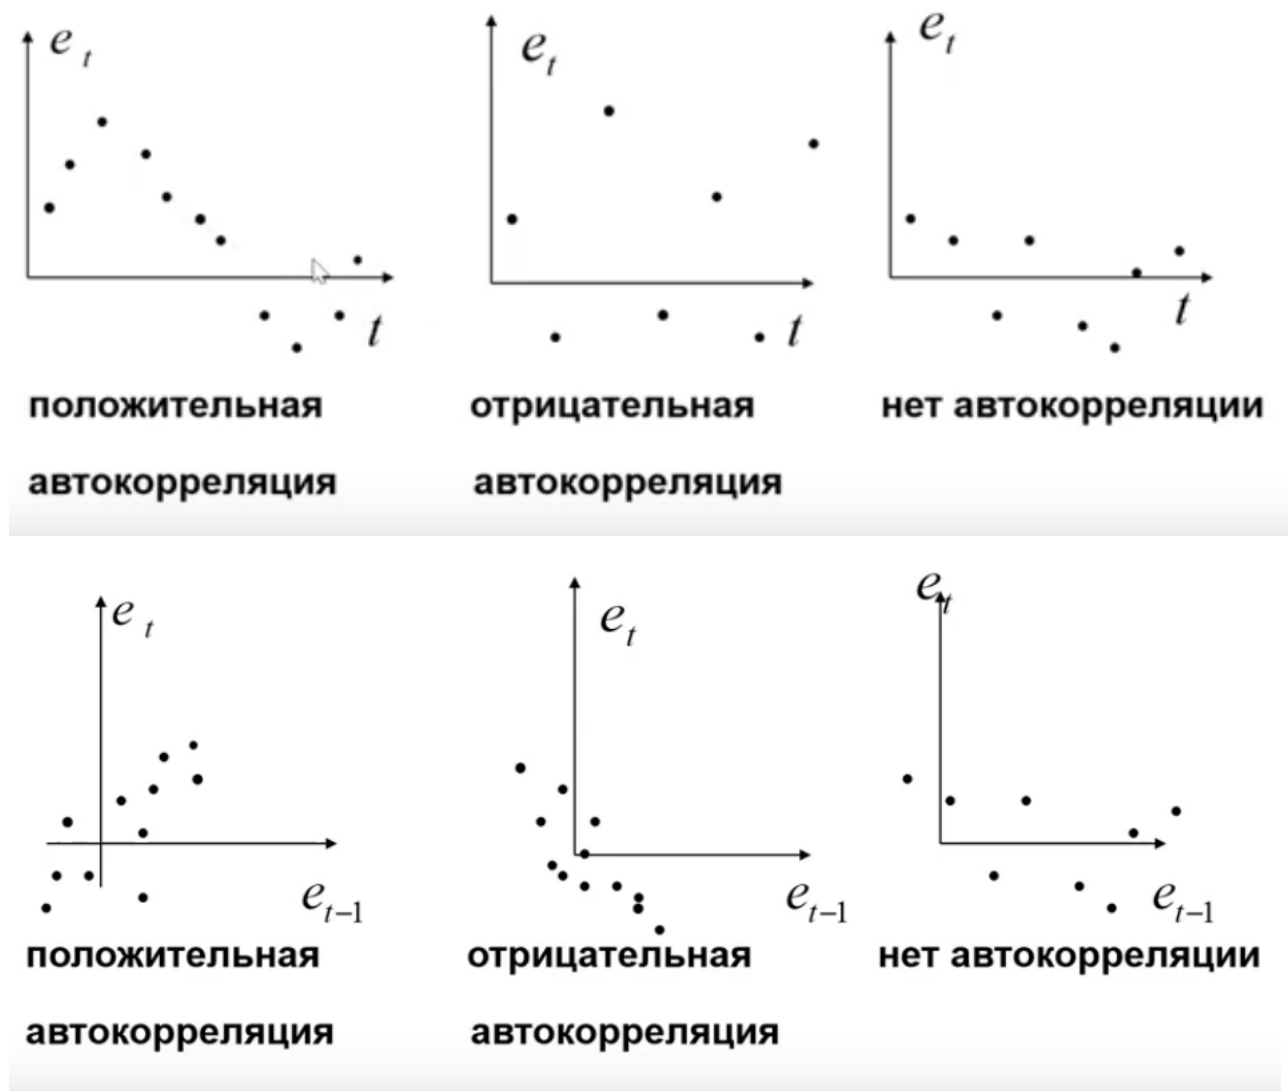 e_t
e_t
e_t
t
t
t
положительная
отрицательная
нет автокорреляции
автокорреляция
автокорреляция
e_t
e_t
e_t
e_{t-1}
e_{t-1}
e_{t-1}
положительная
отрицательная
нет автокорреляции
автокорреляция
автокорреляция